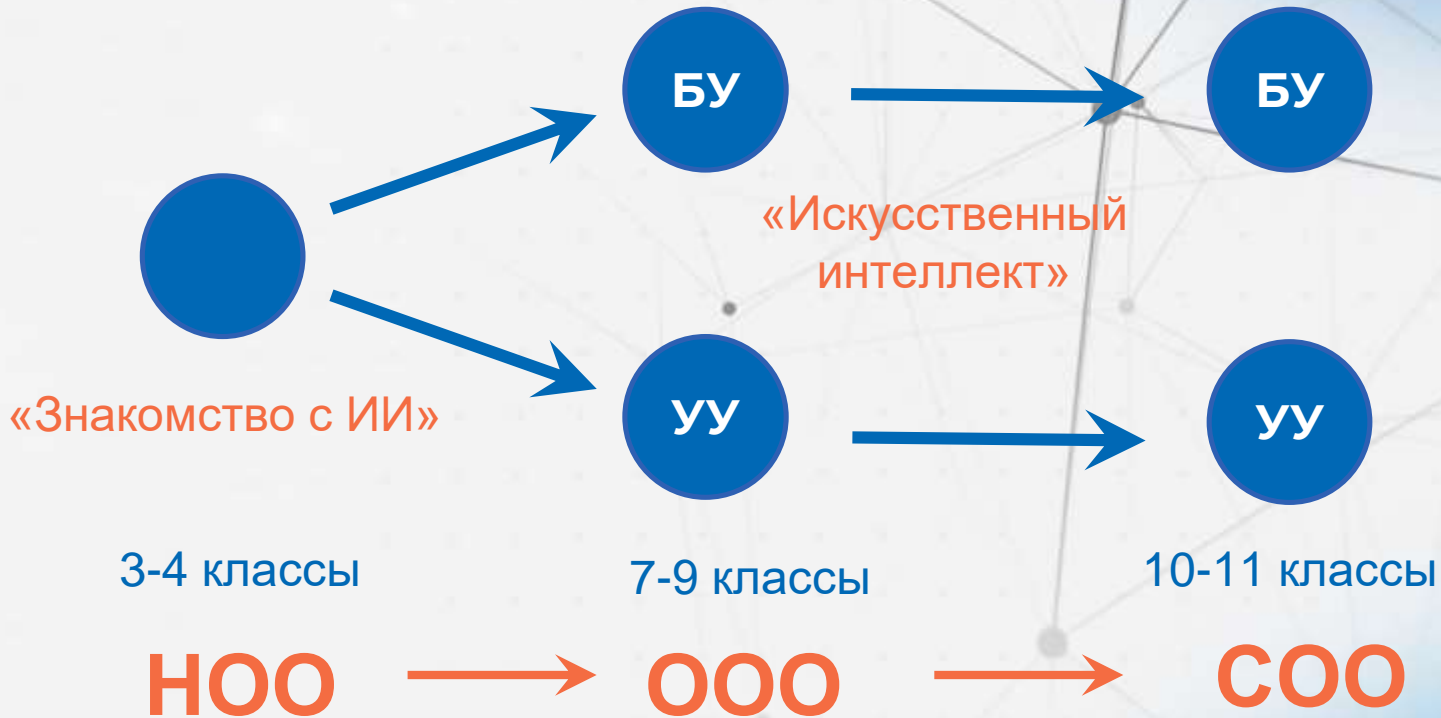 БУ
БУ
«Искусственный
интеллект»
«Знакомство с ИИ»
УУ
УУ
3-4 классы
7-9 классы
10-11 классы
НОО
ООО
СОО